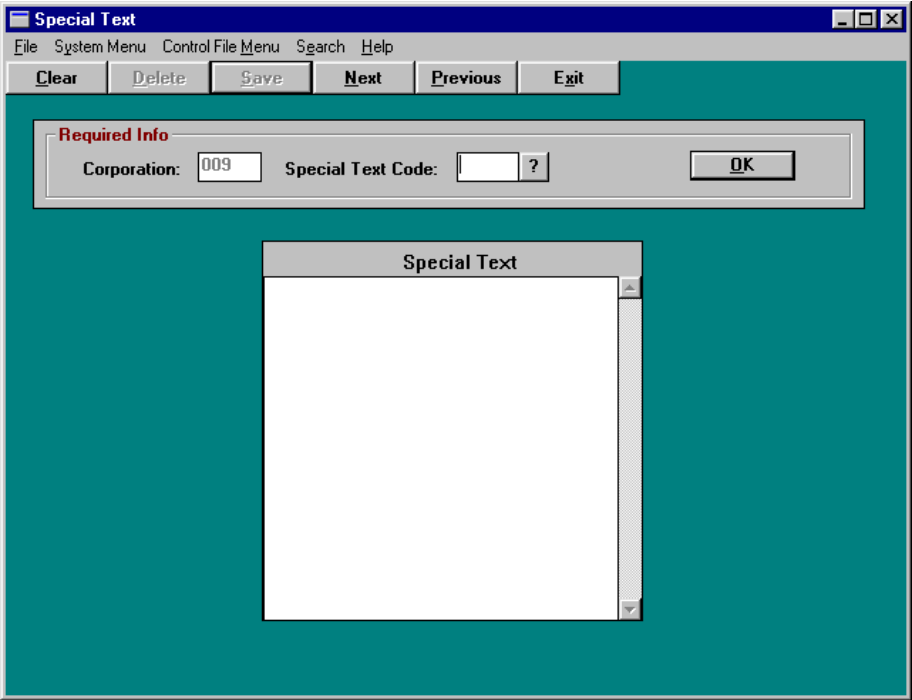 Special Text
File System Menu Control File Menu Search Help
Clear Delete Save Next Previous Exit
Required Info
Corporation: 009 Special Text Code: ? OK
Special Text